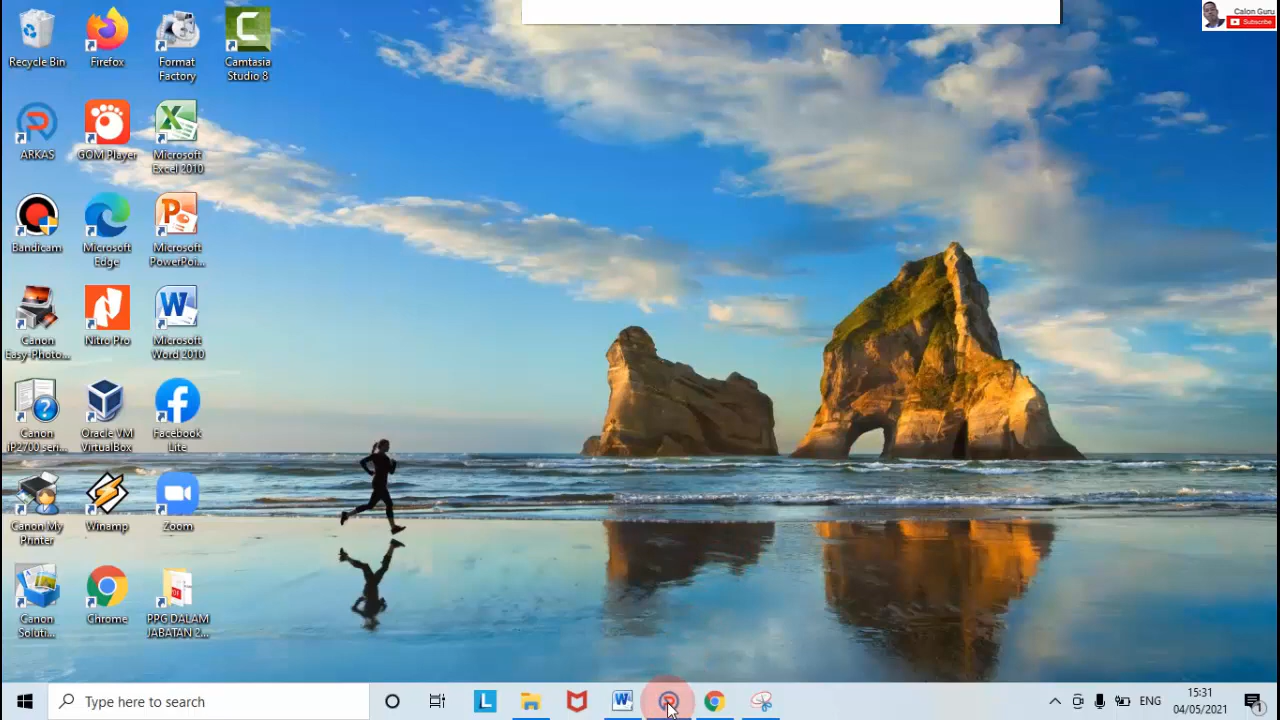 Calon Guru
Subscribe
Recycle Bin
Firefox
Format
Factory
Camtasia
Studio 8
ARKAS
GOM Player
Microsoft
Excel 2010
Bandicam
Microsoft
Edge
Microsoft
PowerPoi...
Canon
Easy-Photo...
Nitro Pro
Microsoft
Word 2010
Canon
iP2700 seri...
Oracle VM
VirtualBox
Facebook
Lite
Canon My
Printer
Winamp
Zoom
Canon
Soluti...
Chrome
PPG DALAM
JABATAN 2...
Type here to search
ENG
15:31
04/05/2021
1